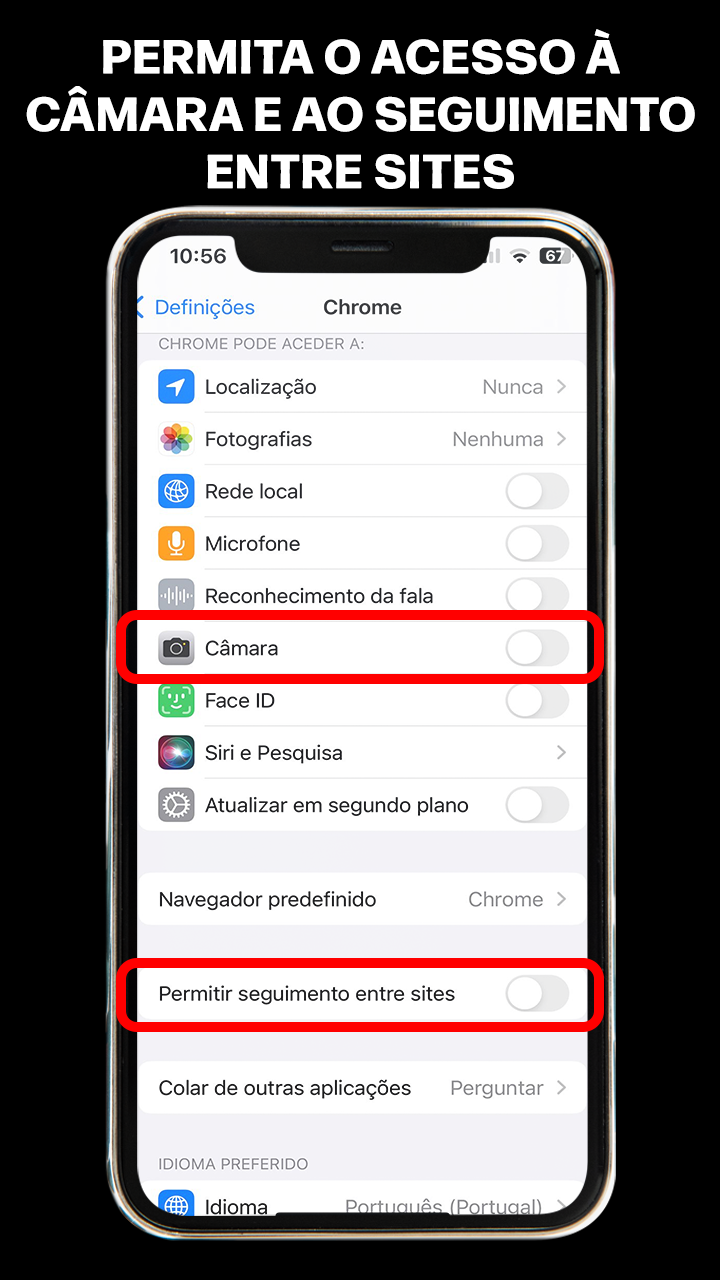 PERMITA O ACESSO À
CÂMARA E AO SEGUIMENTO
ENTRE SITES
10:56
67
Definições
Chrome
CHROME PODE ACEDER A:
Localização
Nunca
Fotografias
Nenhuma
Rede local
Microfone
Reconhecimento da fala
Câmara
Face ID
Siri e Pesquisa
Atualizar em segundo plano
Navegador predefinido
Chrome
Permitir seguimento entre sites
Colar de outras aplicações
Perguntar
IDIOMA PREFERIDO
Idioma
Português (Portugal)